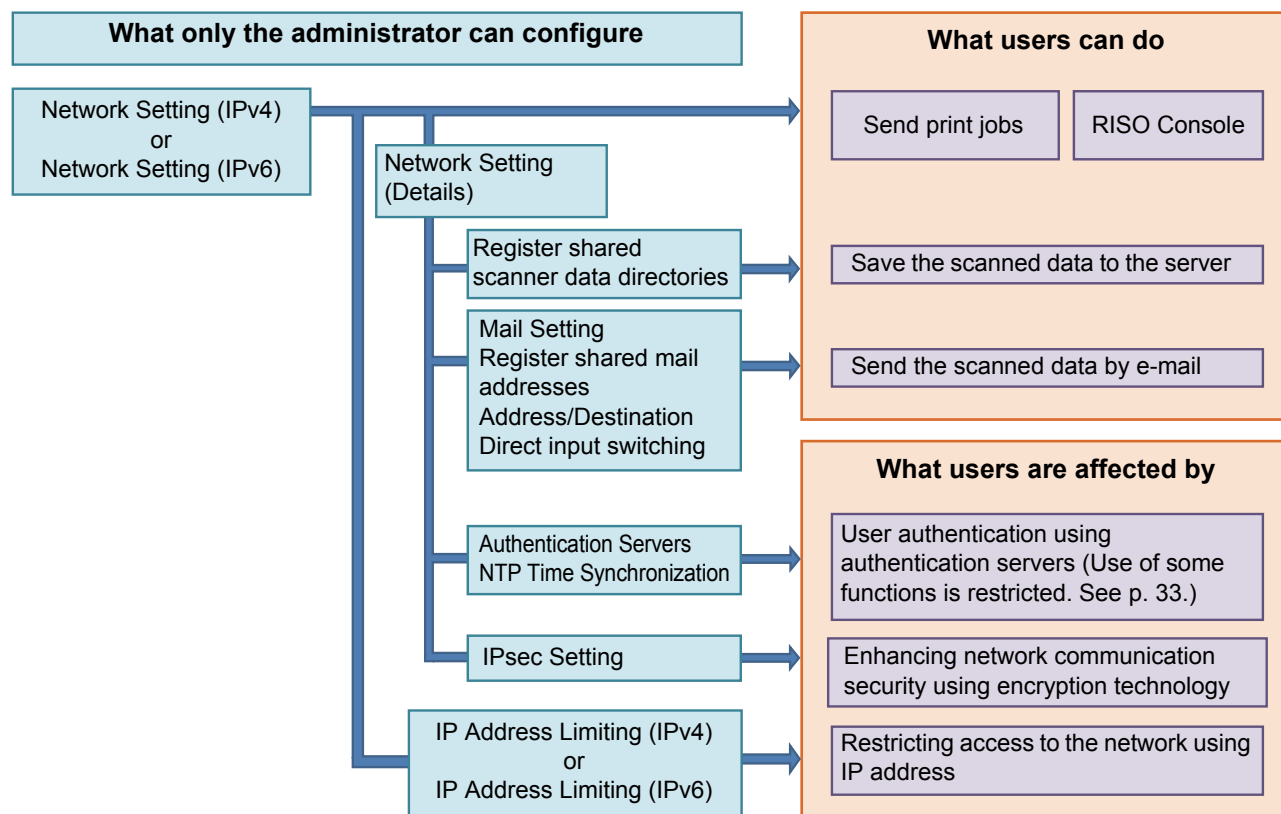 What only the administrator can configure
Network Setting (IPv4)
or
Network Setting (IPv6)
Network Setting
(Details)
Register shared
scanner data directories
Mail Setting
Register shared mail
addresses
Address/Destination
Direct input switching
Authentication Servers
NTP Time Synchronization
IPsec Setting
IP Address Limiting (IPv4)
or
IP Address Limiting (IPv6)
What users can do
Send print jobs
RISO Console
Save the scanned data to the server
Send the scanned data by e-mail
What users are affected by
User authentication using
authentication servers (Use of some
functions is restricted. See p. 33.)
Enhancing network communication
security using encryption technology
Restricting access to the network using
IP address